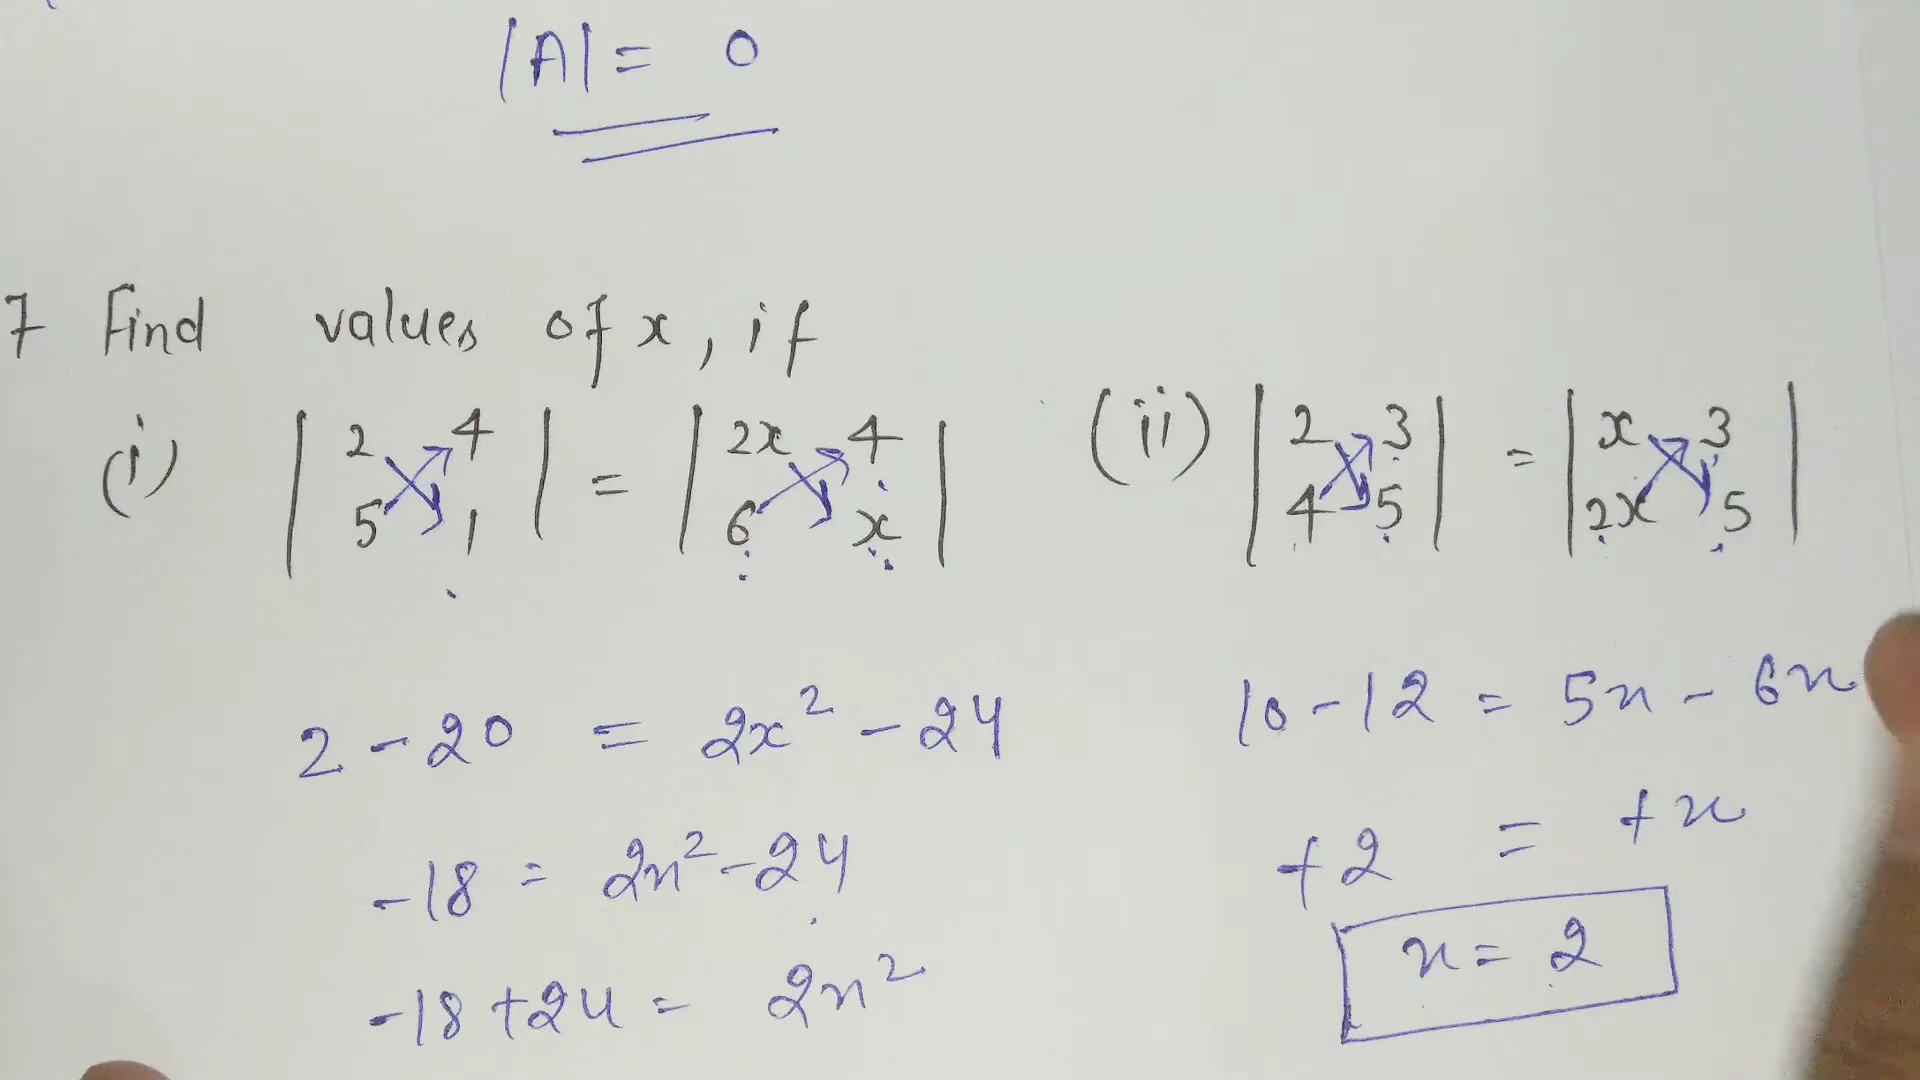 |A| = 0
7 Find values of x, if
(i) | 2 4 | = | 2x 4 |
| 5 1 | | 6 x |
2 - 20 = 2x² - 24
-18 = 2x² - 24
-18 + 24 = 2x²
(ii) | 2 3 | = | x 3 |
| 4 5 | | 2x 5 |
10 - 12 = 5x - 6x
+2 = +x
x = 2